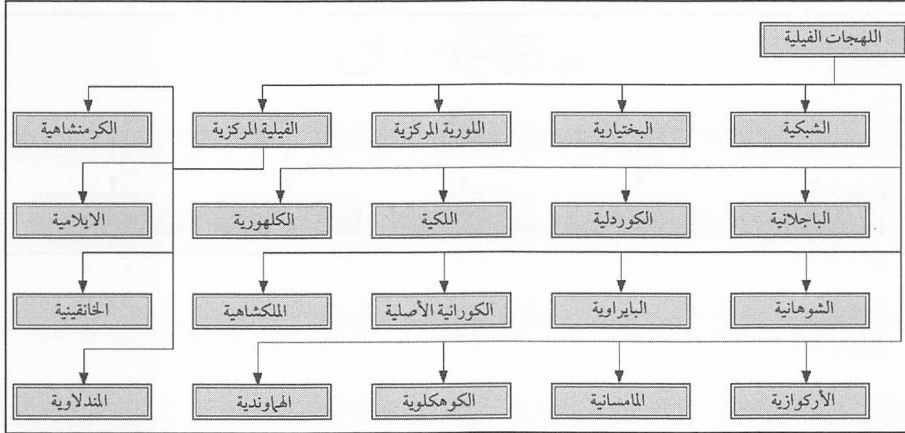 اللهجات الفيلية
الشبكية
البختيارية
اللورية المركزية
الفيلية المركزية
الكرمنشاهية
الباجلانية
الكوردلية
اللكية
الكلهورية
الايلامية
الشوهانية
البايراوية
الكورانية الأصلية
الملكشاهية
الخانقينية
الأركوازية
المامسانية
الكوهكلوية
الهماوندية
المندلاوية